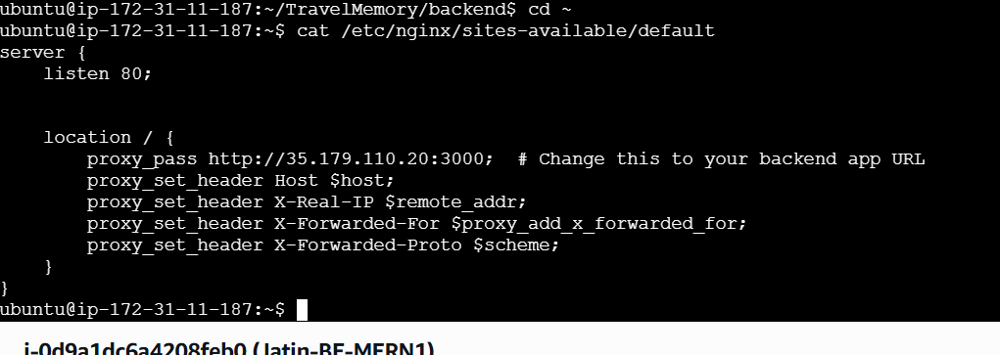 ubuntu@ip-172-31-11-187:~/TravelMemory/backend$ cd ~
ubuntu@ip-172-31-11-187:~$ cat /etc/nginx/sites-available/default
server {
    listen 80;


    location / {
        proxy_pass http://35.179.110.20:3000;  # Change this to your backend app URL
        proxy_set_header Host $host;
        proxy_set_header X-Real-IP $remote_addr;
        proxy_set_header X-Forwarded-For $proxy_add_x_forwarded_for;
        proxy_set_header X-Forwarded-Proto $scheme;
    }
}
ubuntu@ip-172-31-11-187:~$
i-0d9a1dc6a4208feb0 (Jatin-BE-MERN1)